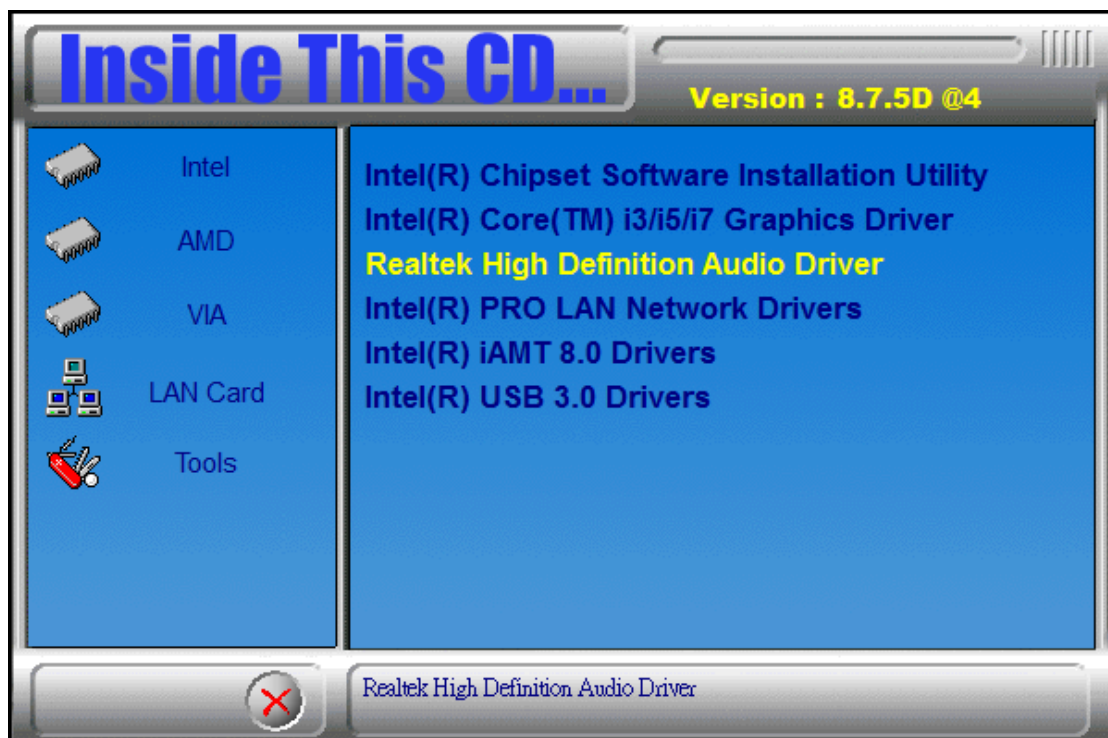 Inside This CD...
Version : 8.7.5D @4
Intel
AMD
VIA
LAN Card
Tools
Intel(R) Chipset Software Installation Utility
Intel(R) Core(TM) i3/i5/i7 Graphics Driver
Realtek High Definition Audio Driver
Intel(R) PRO LAN Network Drivers
Intel(R) iAMT 8.0 Drivers
Intel(R) USB 3.0 Drivers
Realtek High Definition Audio Driver